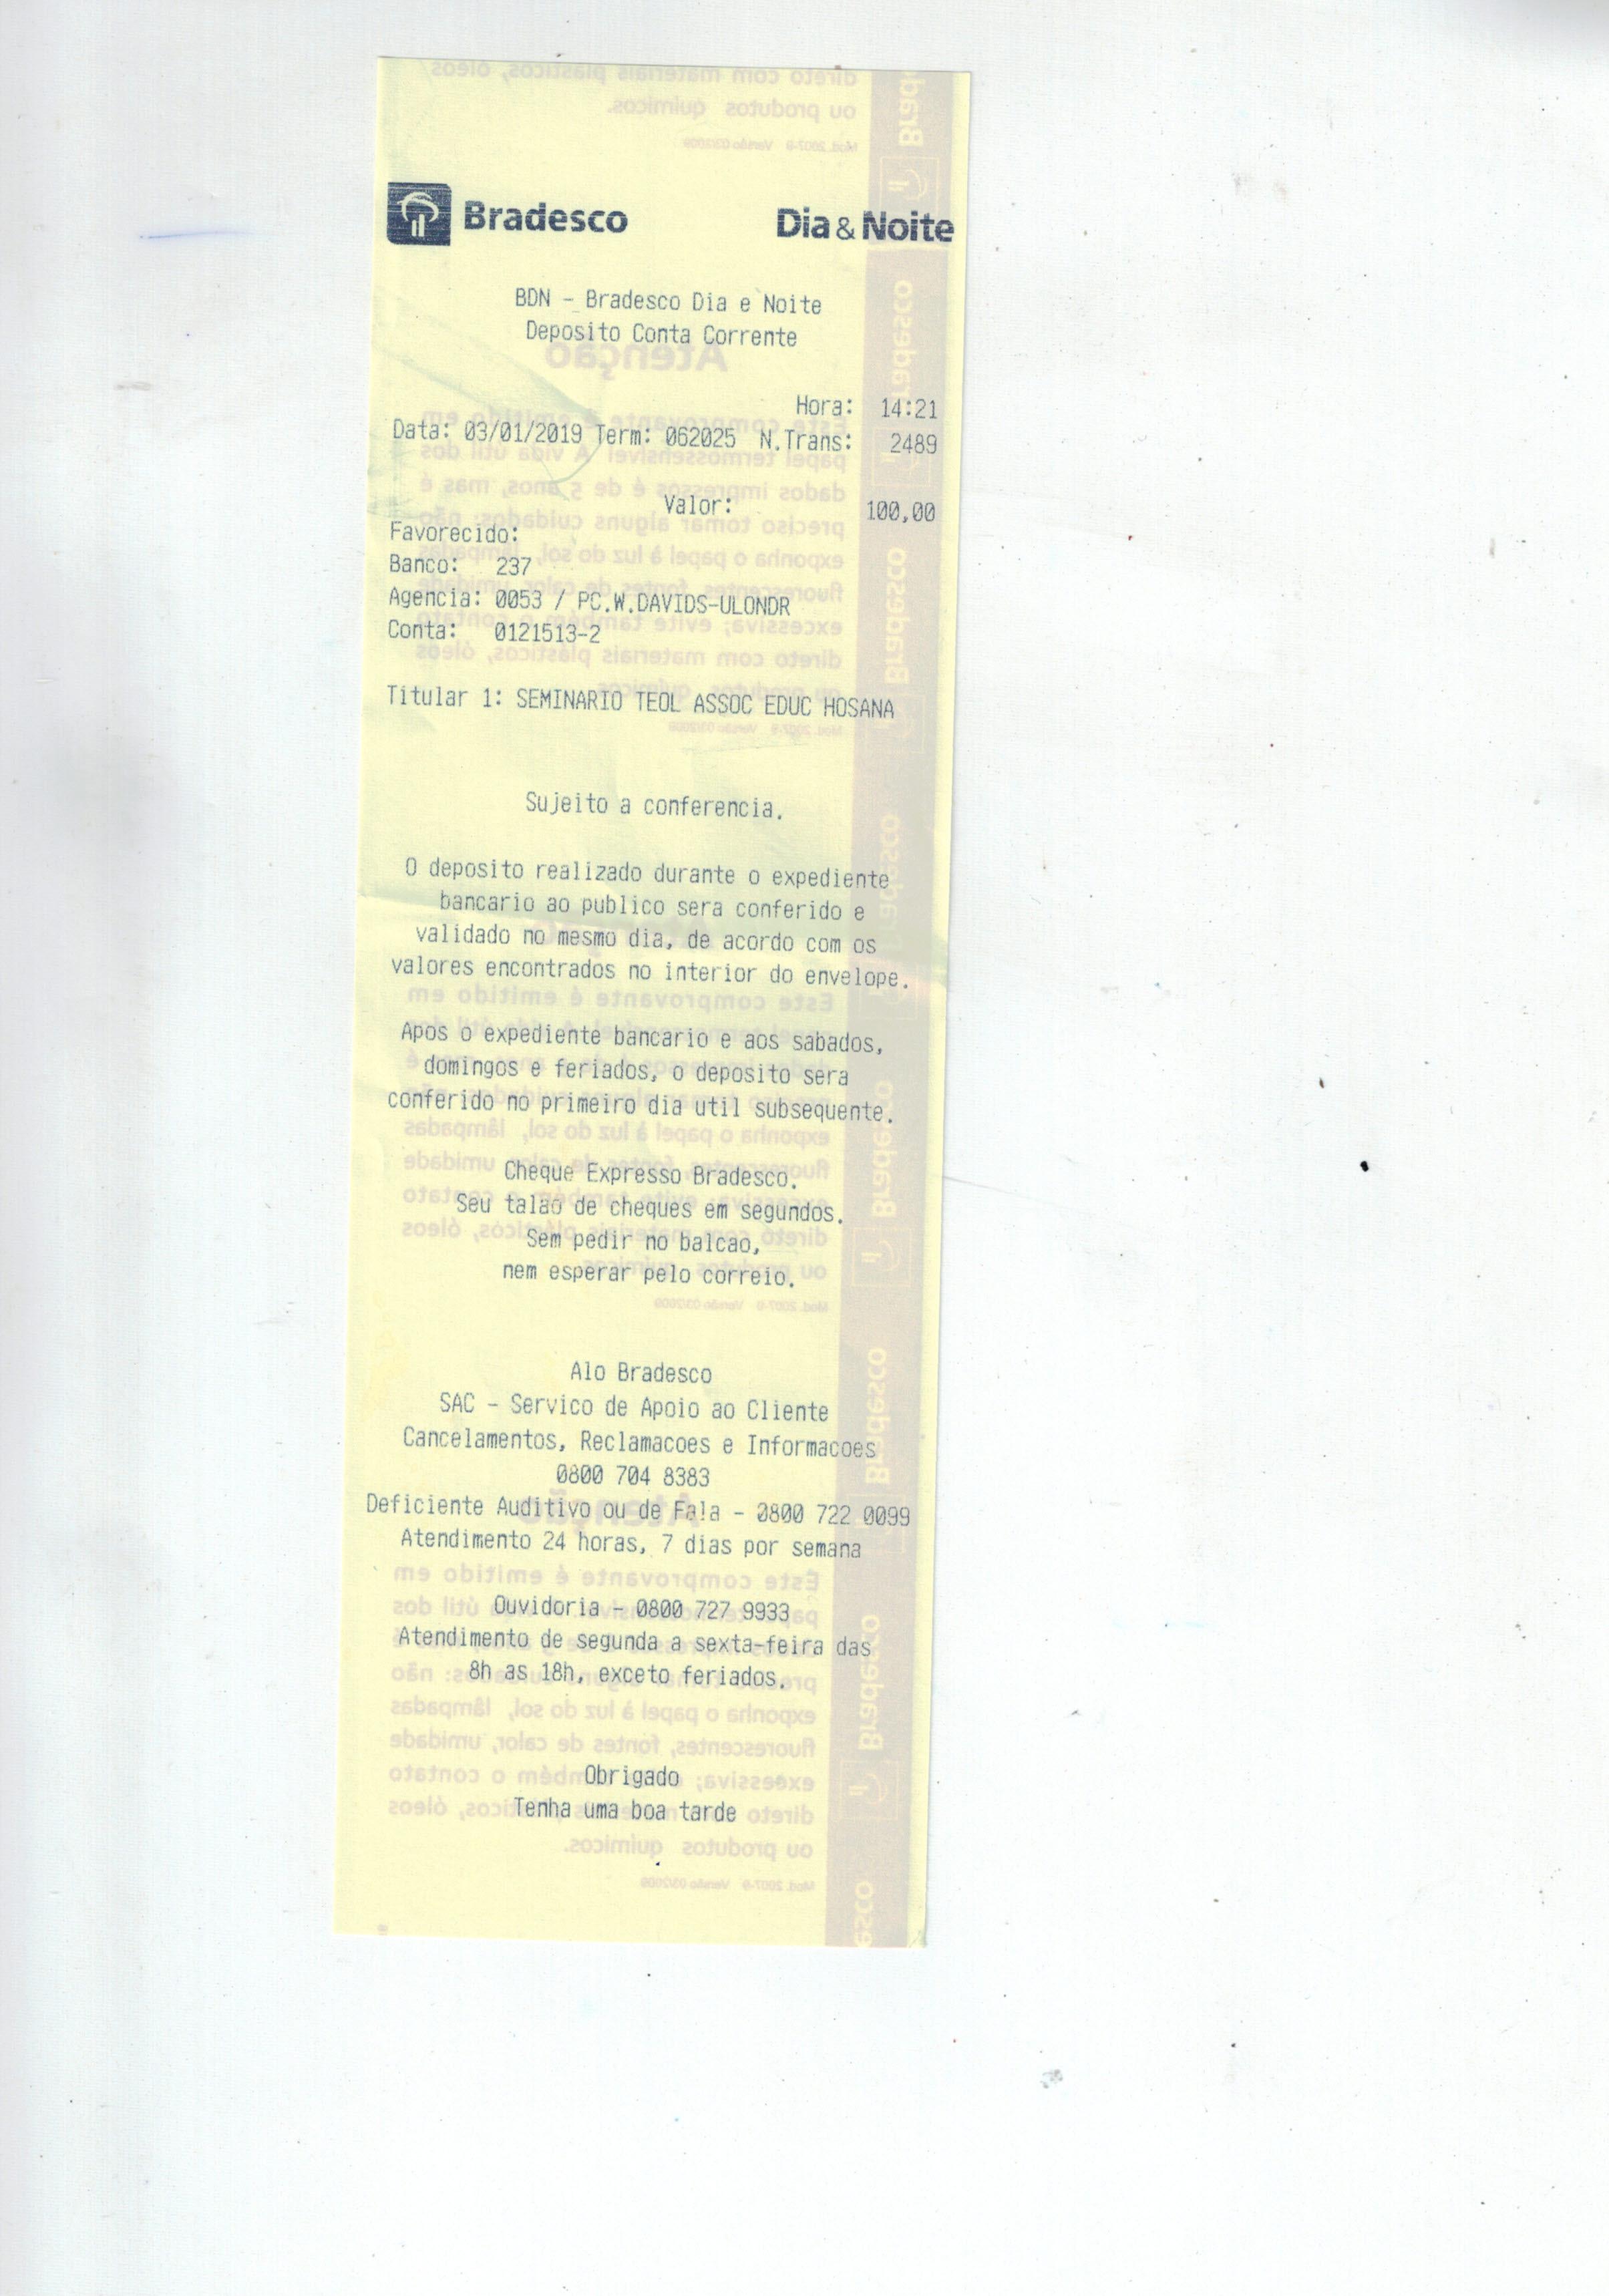 Bradesco Dia & Noite
BDN - Bradesco Dia e Noite
Deposito Conta Corrente
Hora: 14:21
Data: 03/01/2019 Term: 062025 N.Trans: 2489
Valor: 100,00
Favorecido:
Banco: 237
Agencia: 0053 / PC.W.DAVIDS-ULONDR
Conta: 0121513-2
Titular 1: SEMINARIO TEOL ASSOC EDUC HOSANA
Sujeito a conferencia.
O deposito realizado durante o expediente
bancario ao publico sera conferido e
validado no mesmo dia, de acordo com os
valores encontrados no interior do envelope.
Apos o expediente bancario e aos sabados,
domingos e feriados, o deposito sera
conferido no primeiro dia util subsequente.
Cheque Expresso Bradesco.
Seu talao de cheques em segundos.
Sem pedir no balcao,
nem esperar pelo correio.
Alo Bradesco
SAC - Servico de Apoio ao Cliente
Cancelamentos, Reclamacoes e Informacoes
0800 704 8383
Deficiente Auditivo ou de Fala - 0800 722 0099
Atendimento 24 horas, 7 dias por semana
Ouvidoria - 0800 727 9933
Atendimento de segunda a sexta-feira das
8h as 18h, exceto feriados.
Obrigado
Tenha uma boa tarde